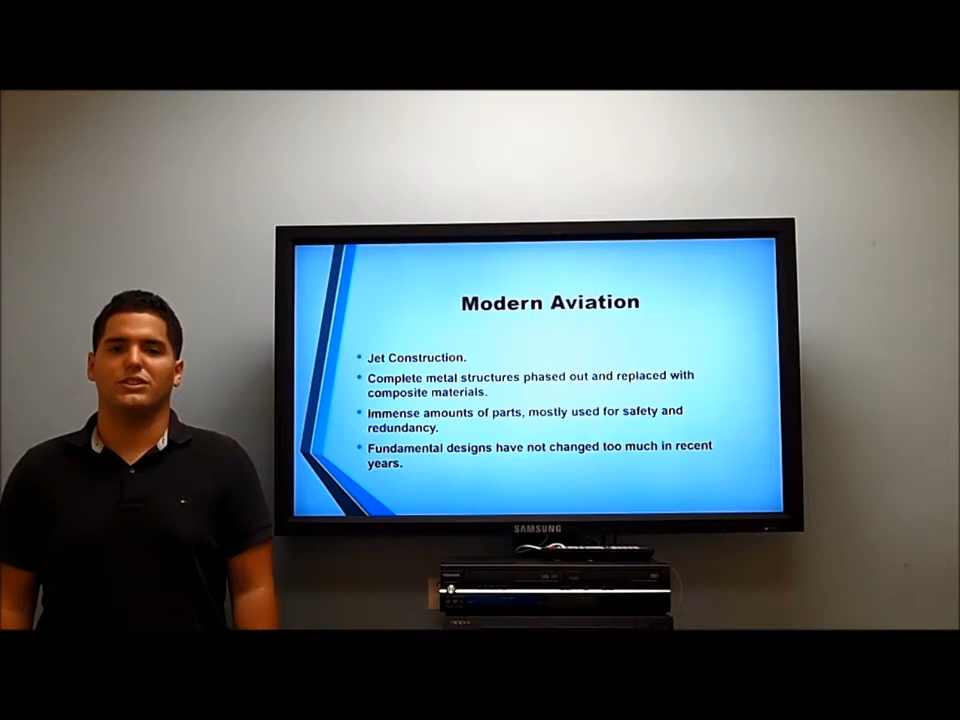 Modern Aviation
• Jet Construction.
• Complete metal structures phased out and replaced with
composite materials.
• Immense amounts of parts, mostly used for safety and
redundancy.
• Fundamental designs have not changed too much in recent
years.
SAMSUNG